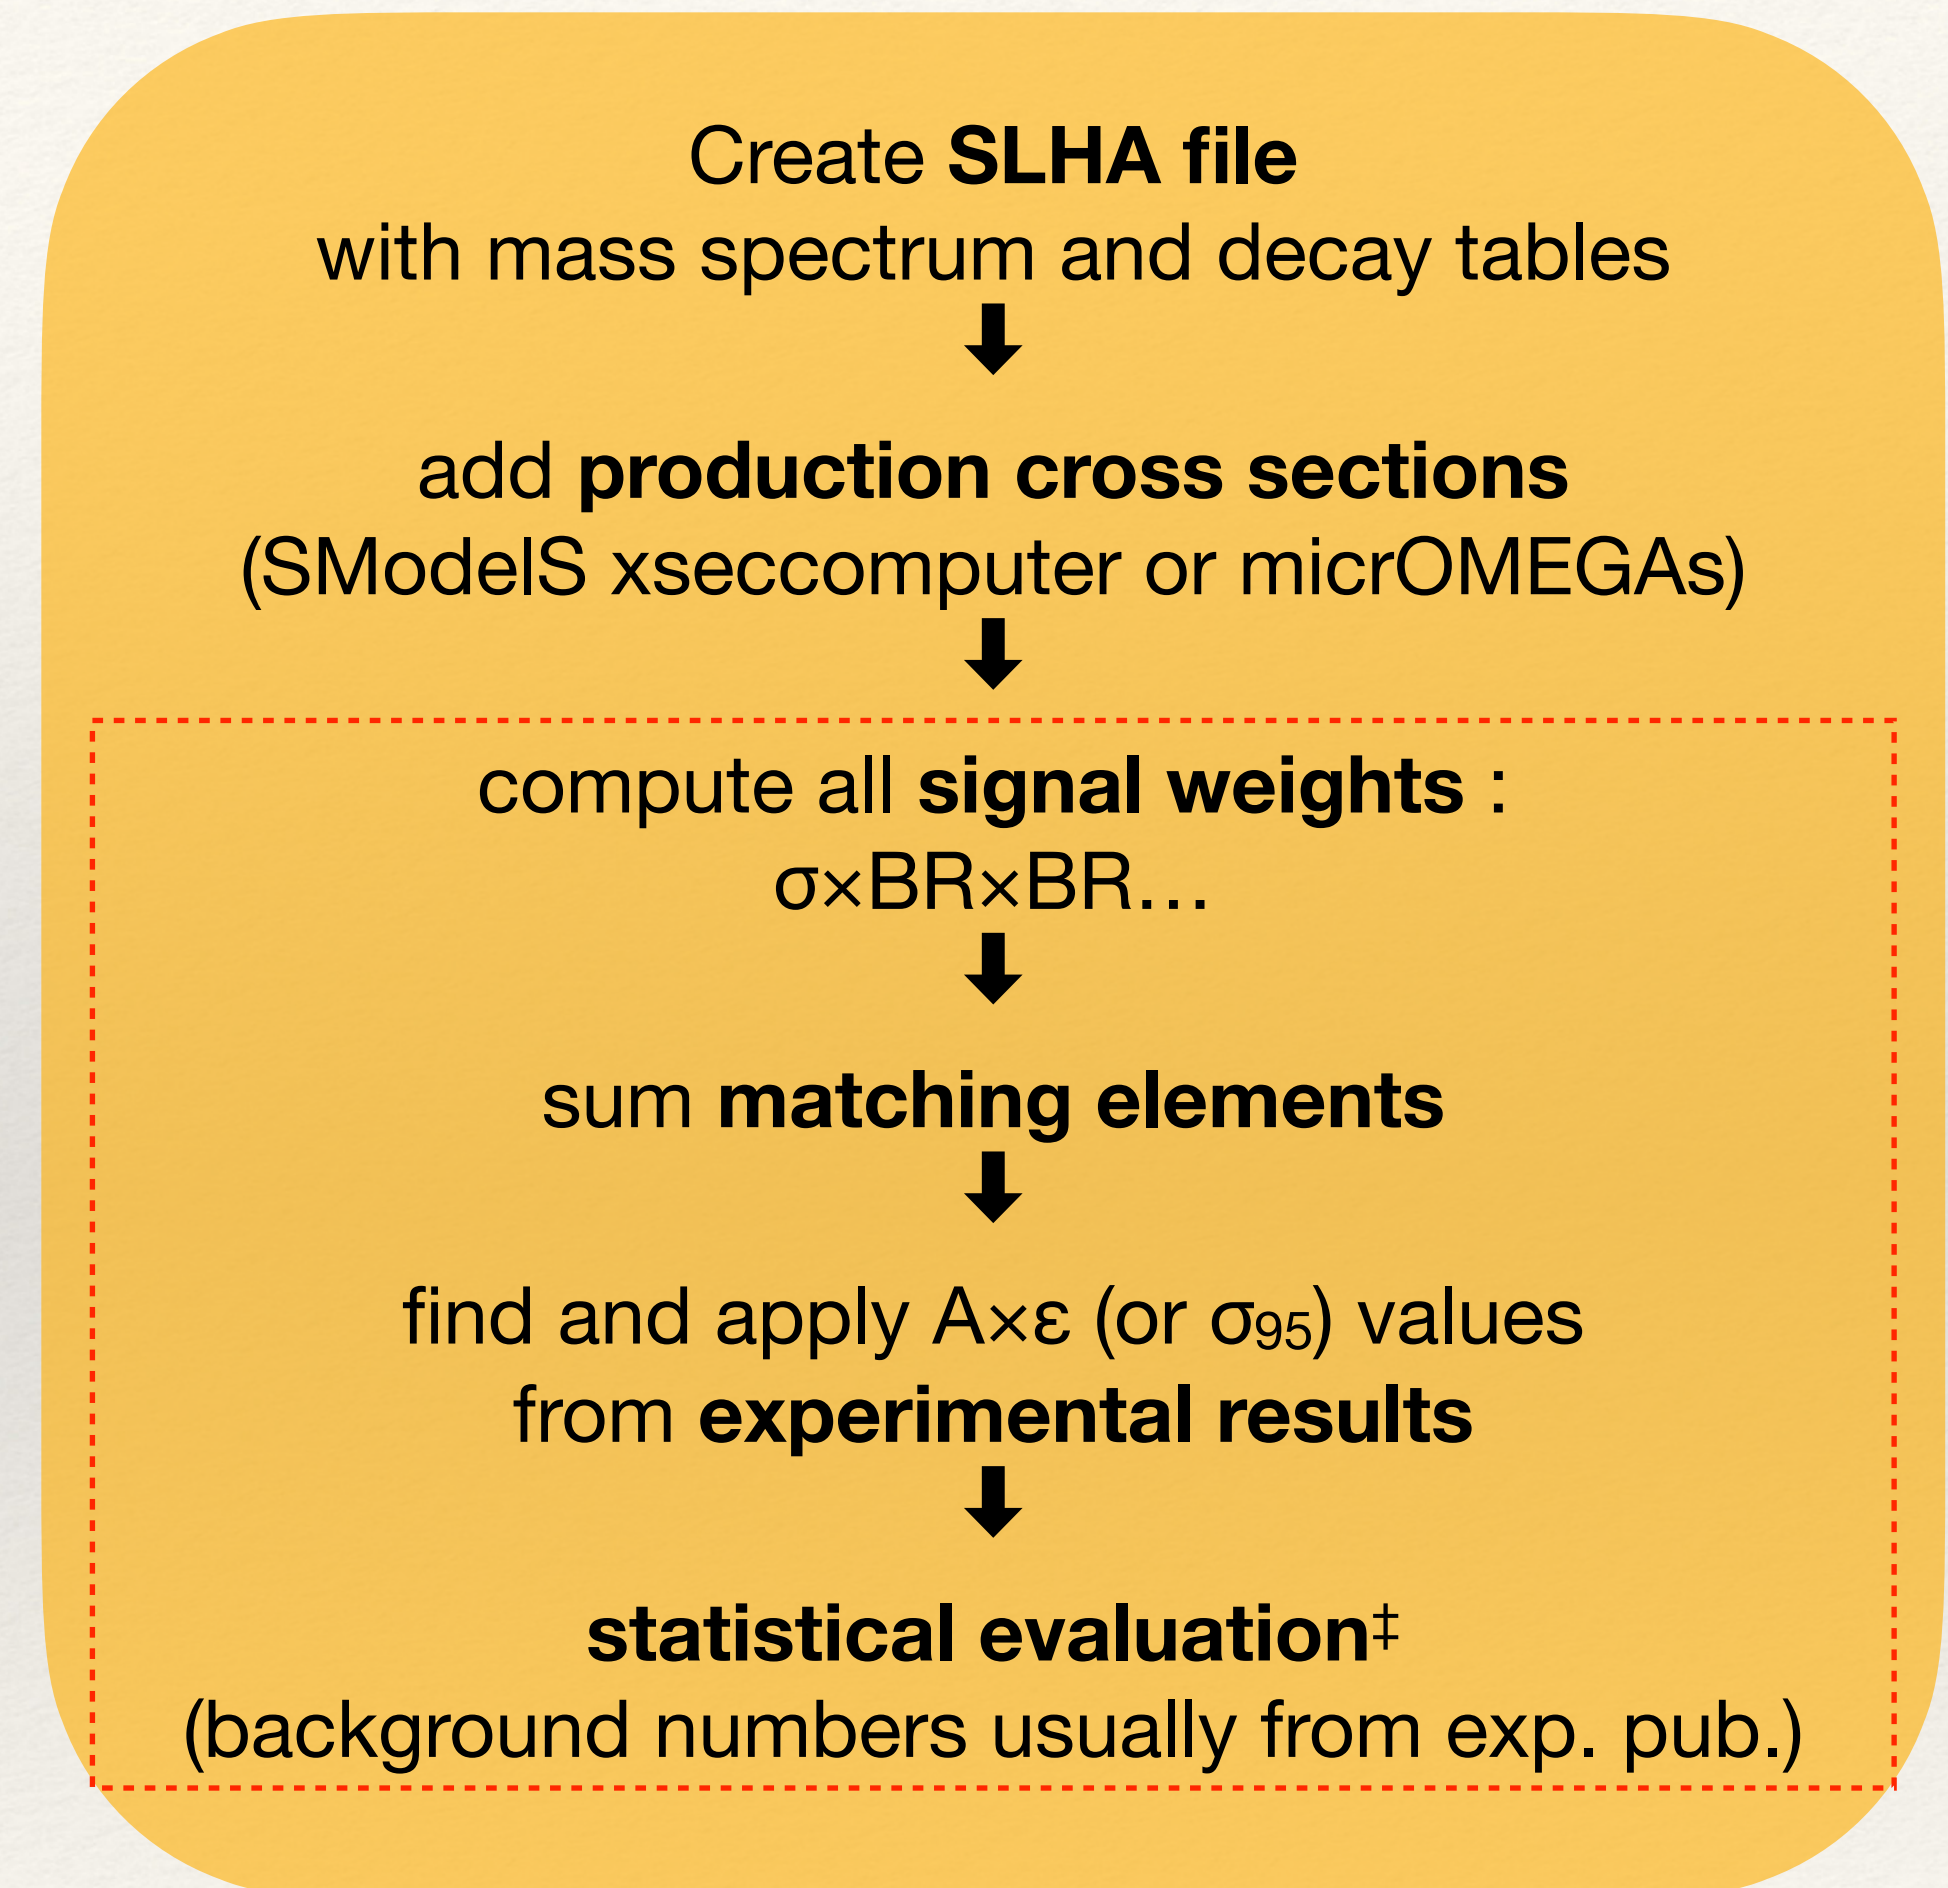 Create SLHA file
with mass spectrum and decay tables
add production cross sections
(SModelS xseccomputer or micrOMEGAs)
compute all signal weights :
σ×BR×BR…
sum matching elements
find and apply A×ε (or σ₉₅) values
from experimental results
statistical evaluation‡
(background numbers usually from exp. pub.)